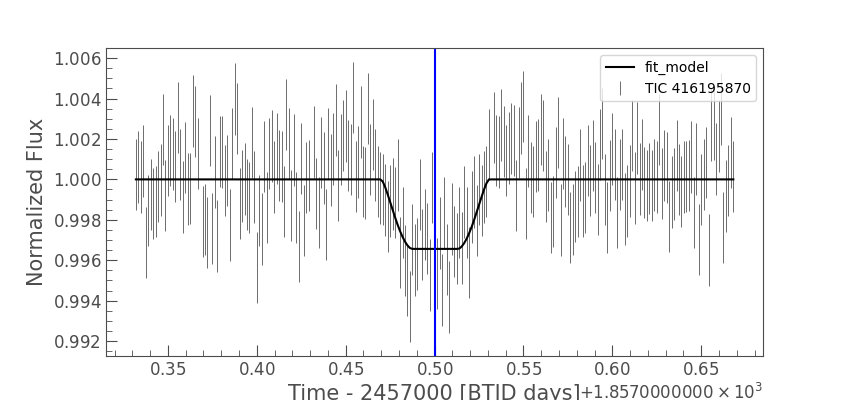 1.006
1.004
1.002
1.000
0.998
0.996
0.994
0.992
Normalized Flux
fit_model
TIC 416195870
0.35 0.40 0.45 0.50 0.55 0.60 0.65
Time - 2457000 [BTJD days]
+1.8570000000 × 10³